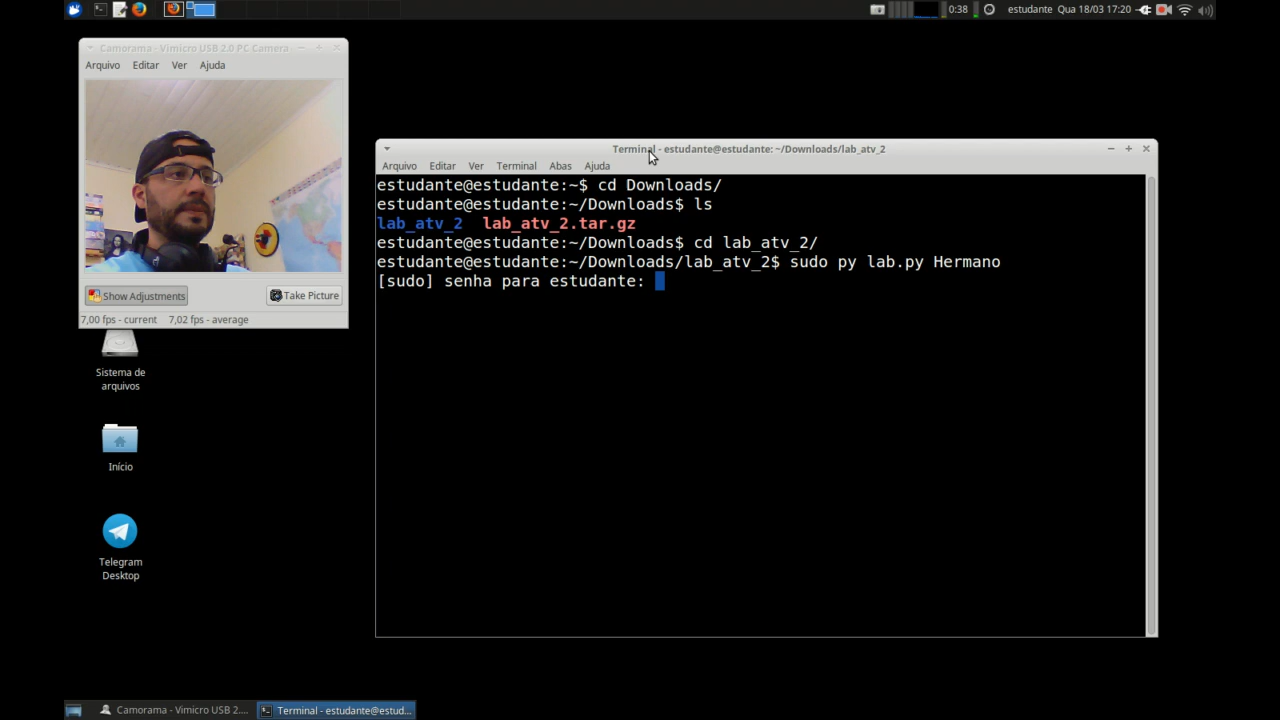 0:38 estudante Qua 18/03 17:20
Camorama - Vimicro USB 2.0 PC Camera
Arquivo Editar Ver Ajuda
Show Adjustments Take Picture
7,00 fps - current 7,02 fps - average
Sistema de
arquivos
Início
Telegram
Desktop
Terminal - estudante@estudante: ~/Downloads/lab_atv_2
Arquivo Editar Ver Terminal Abas Ajuda
estudante@estudante:~$ cd Downloads/
estudante@estudante:~/Downloads$ ls
lab_atv_2 lab_atv_2.tar.gz
estudante@estudante:~/Downloads$ cd lab_atv_2/
estudante@estudante:~/Downloads/lab_atv_2$ sudo py lab.py Hermano
[sudo] senha para estudante:
Camorama - Vimicro USB 2.... Terminal - estudante@estud...